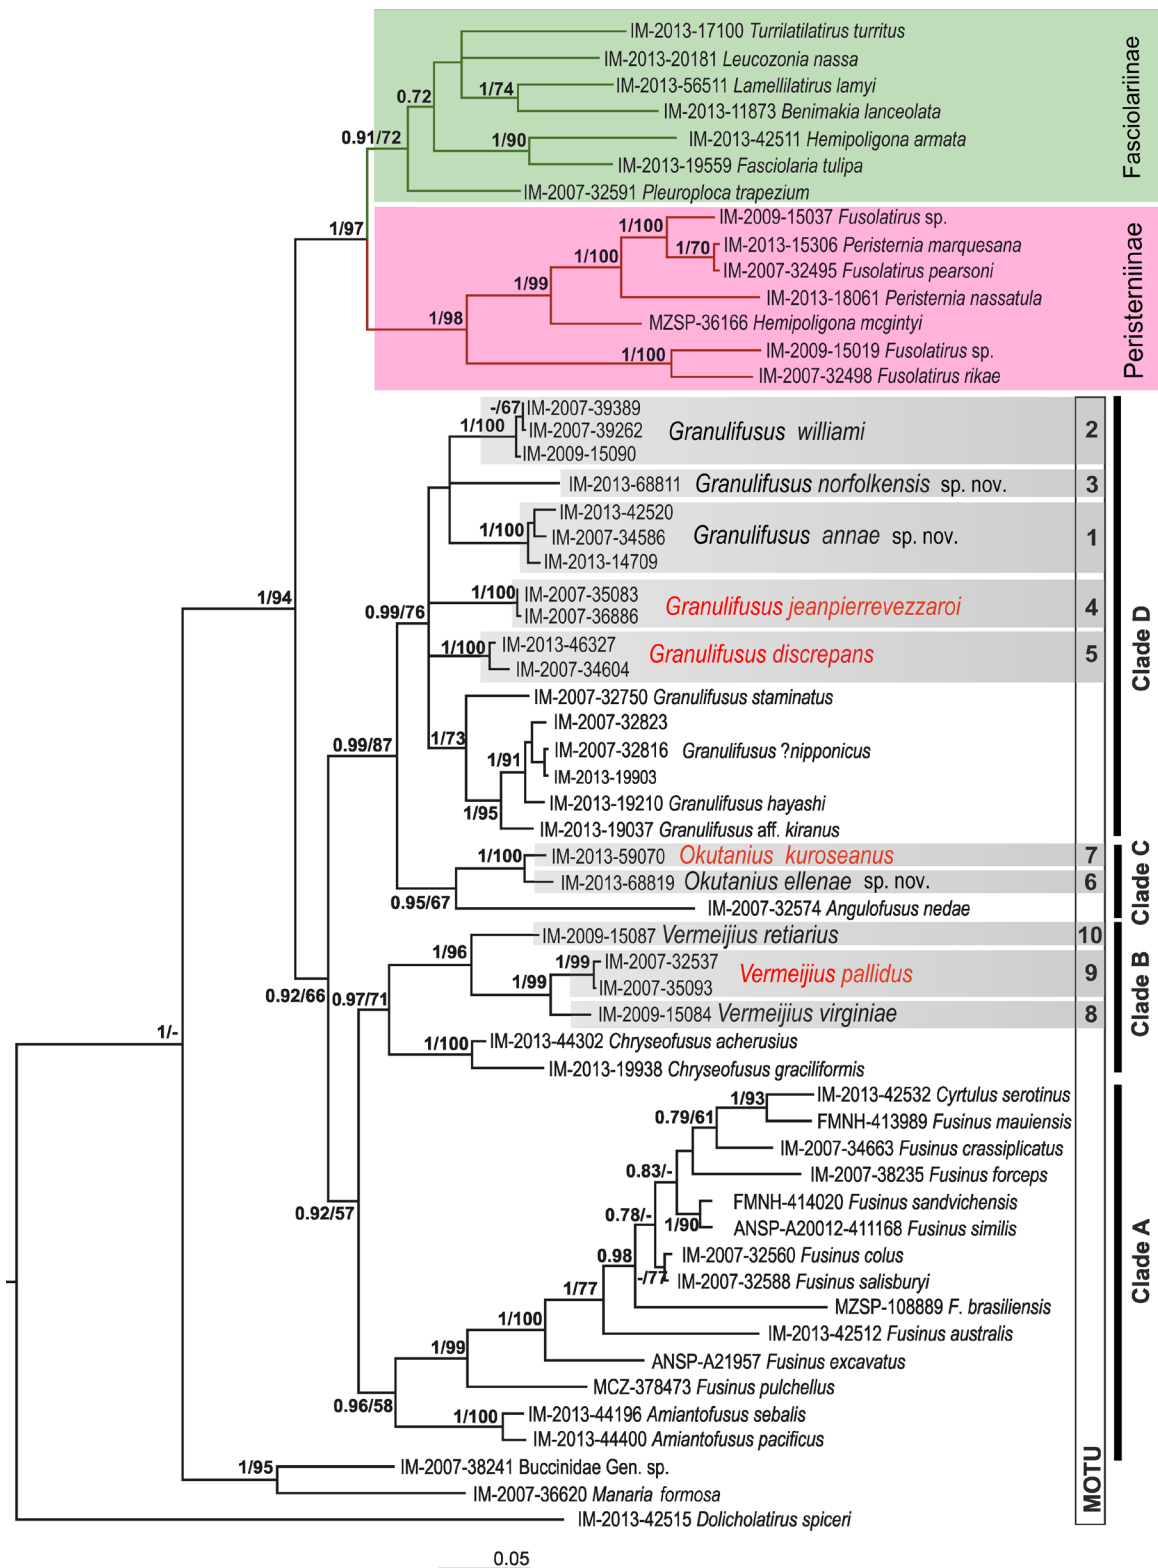 IM-2013-17100 Turrilatilatirus turritus
IM-2013-20181 Leucozonia nassa
1/74
IM-2013-56511 Lamellilatirus lamyi
0.72
IM-2013-11873 Benimakia lanceolata
0.91/72
1/90
IM-2013-42511 Hemipoligona armata
IM-2013-19559 Fasciolaria tulipa
IM-2007-32591 Pleuroploca trapezium
Fasciolariinae
1/97
1/100
IM-2009-15037 Fusolatirus sp.
1/70
IM-2013-15306 Peristernia marquesana
1/100
IM-2007-32495 Fusolatirus pearsoni
1/99
IM-2013-18061 Peristernia nassatula
1/98
MZSP-36166 Hemipoligona mcgintyi
1/100
IM-2009-15019 Fusolatirus sp.
IM-2007-32498 Fusolatirus rikae
Peristerniinae
-/67
IM-2007-39389
1/100
IM-2007-39262
Granulifusus williami
2
IM-2009-15090
IM-2013-68811 Granulifusus norfolkensis sp. nov.
3
IM-2013-42520
1/100
IM-2007-34586
Granulifusus annae sp. nov.
1
IM-2013-14709
1/94
0.99/76
1/100
IM-2007-35083
IM-2007-36886
Granulifusus jeanpierrevezzaroi
4
1/100
IM-2013-46327
IM-2007-34604
Granulifusus discrepans
5
Clade D
IM-2007-32750 Granulifusus staminatus
0.99/87
1/73
IM-2007-32823
1/91
IM-2007-32816 Granulifusus ?nipponicus
IM-2013-19903
IM-2013-19210 Granulifusus hayashi
1/95
IM-2013-19037 Granulifusus aff. kiranus
1/100
IM-2013-59070 Okutanius kuroseanus
7
IM-2013-68819 Okutanius ellenae sp. nov.
6
0.95/67
IM-2007-32574 Angulofusus nedae
Clade C
IM-2009-15087 Vermeijius retiarius
10
1/96
1/99
IM-2007-32537
1/99
IM-2007-35093
Vermeijius pallidus
9
0.92/66
0.97/71
IM-2009-15084 Vermeijius virginiae
8
1/-
1/100
IM-2013-44302 Chryseofusus acherusius
IM-2013-19938 Chryseofusus graciliformis
Clade B
1/93
IM-2013-42532 Cyrtulus serotinus
0.79/61
FMNH-413989 Fusinus mauiensis
IM-2007-34663 Fusinus crassiplicatus
0.83/-
IM-2007-38235 Fusinus forceps
FMNH-414020 Fusinus sandvichensis
0.92/57
0.78/-
1/90
ANSP-A20012-411168 Fusinus similis
0.98
IM-2007-32560 Fusinus colus
-/77
IM-2007-32588 Fusinus salisburyi
1/77
MZSP-108889 F. brasiliensis
1/100
IM-2013-42512 Fusinus australis
1/99
ANSP-A21957 Fusinus excavatus
MCZ-378473 Fusinus pulchellus
0.96/58
1/100
IM-2013-44196 Amiantofusus sebalis
IM-2013-44400 Amiantofusus pacificus
Clade A
1/95
IM-2007-38241 Buccinidae Gen. sp.
IM-2007-36620 Manaria formosa
IM-2013-42515 Dolicholatirus spiceri
MOTU
0.05